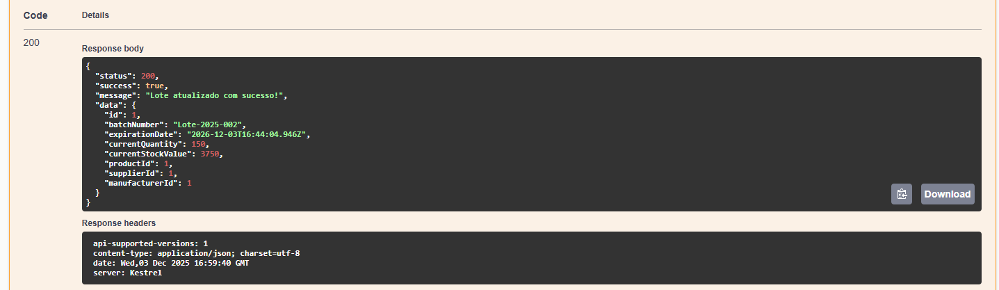 Code Details
200
Response body
{
  "status": 200,
  "success": true,
  "message": "Lote atualizado com sucesso!",
  "data": {
    "id": 1,
    "batchNumber": "Lote-2025-002",
    "expirationDate": "2026-12-03T16:44:04.946Z",
    "currentQuantity": 150,
    "currentStockValue": 3750,
    "productId": 1,
    "supplierId": 1,
    "manufacturerId": 1
  }
}
Download
Response headers
api-supported-versions: 1
content-type: application/json; charset=utf-8
date: Wed,03 Dec 2025 16:59:40 GMT
server: Kestrel